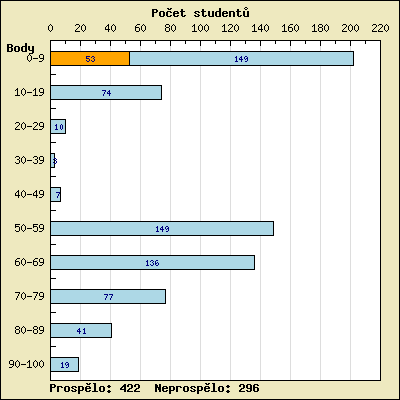 Počet studentů
0 20 40 60 80 100 120 140 160 180 200 220
Body
0-9 53 149
10-19 74
20-29 10
30-39 3
40-49 7
50-59 149
60-69 136
70-79 77
80-89 41
90-100 19
Prospělo: 422 Neprospělo: 296